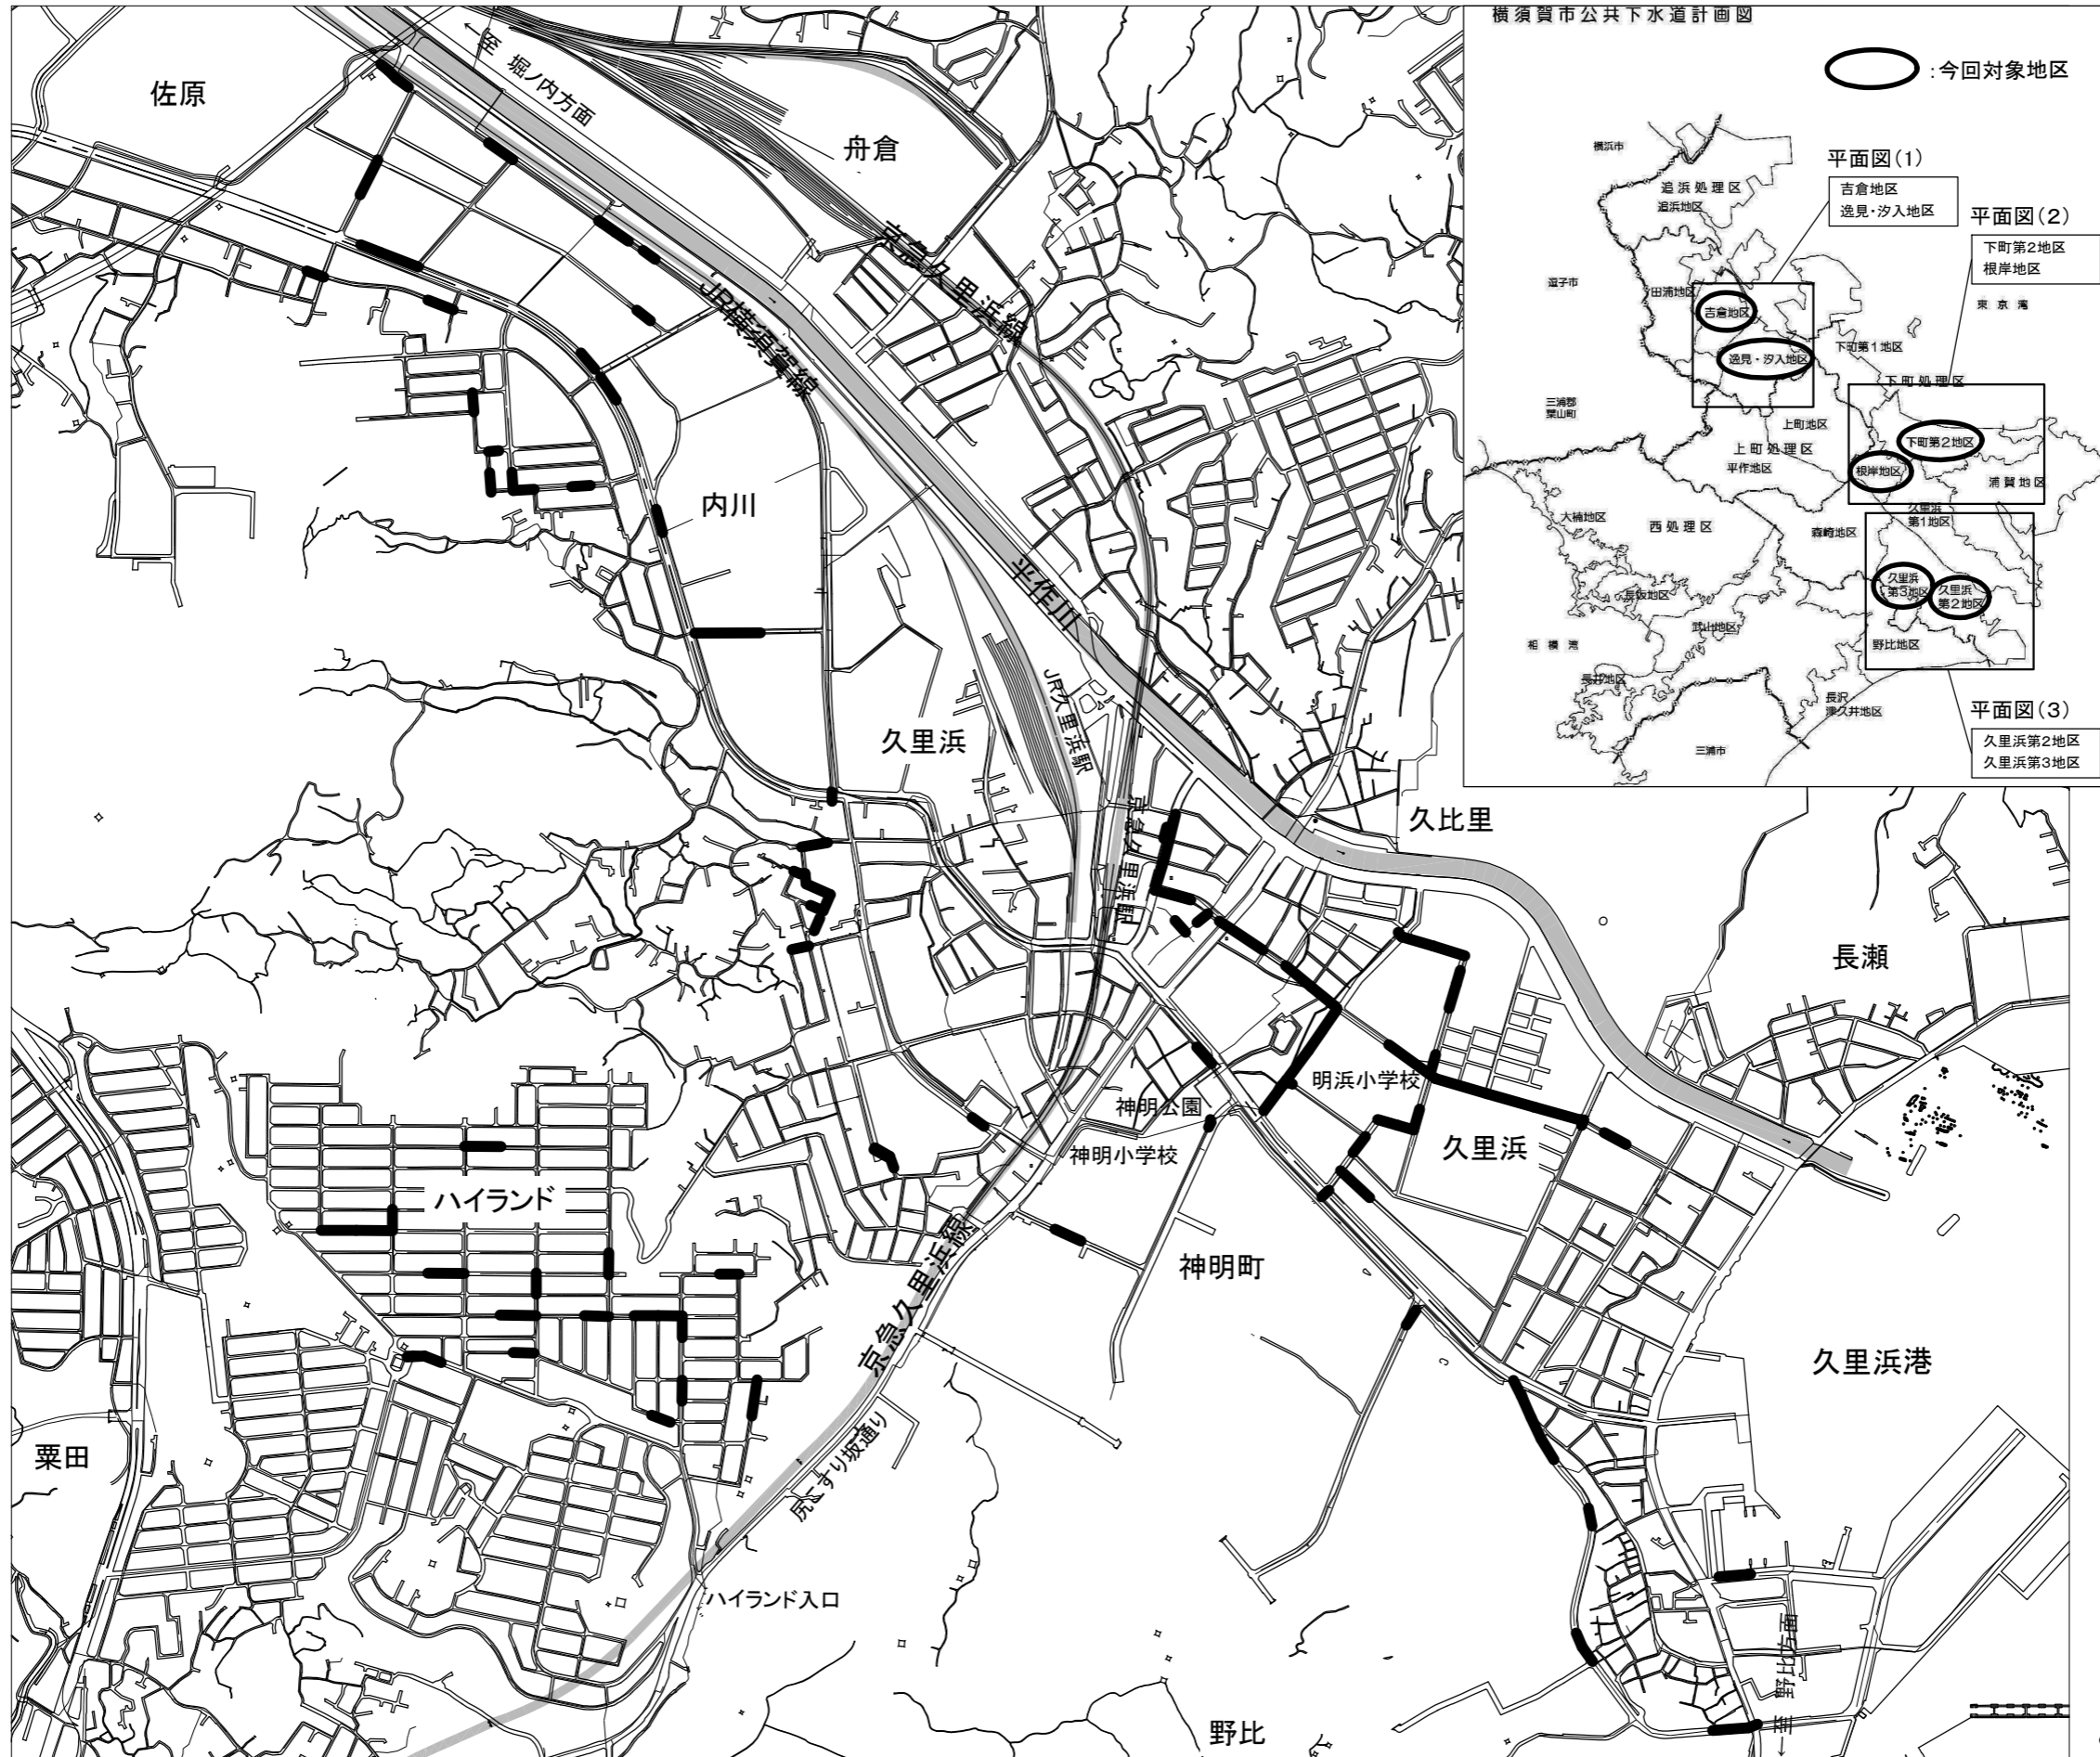 横須賀市公共下水道計画図
:今回対象地区
平面図(1)
吉倉地区
逸見・汐入地区
平面図(2)
下町第2地区
根岸地区
平面図(3)
久里浜第2地区
久里浜第3地区
横浜市
追浜処理区
追浜地区
逗子市
田浦地区
吉倉地区
東京湾
逸見・汐入地区
下町第1地区
下町処理区
三浦郡
葉山町
上町地区
上町処理区
下町第2地区
平作地区
根岸地区
浦賀地区
久里浜
第1地区
大楠地区
西処理区
森崎地区
久里浜
第3地区
久里浜
第2地区
長坂地区
武山地区
相模湾
野比地区
長井地区
長沢
津久井地区
三浦市
佐原
←至 堀ノ内方面
舟倉
京急久里浜線
JR横須賀線
内川
平作川
JR久里浜駅
久里浜
京急久里浜駅
久比里
長瀬
明浜小学校
神明公園
久里浜
神明小学校
ハイランド
京急久里浜線
神明町
久里浜港
粟田
尻こすり坂通り
ハイランド入口
野比
←至 野比方面